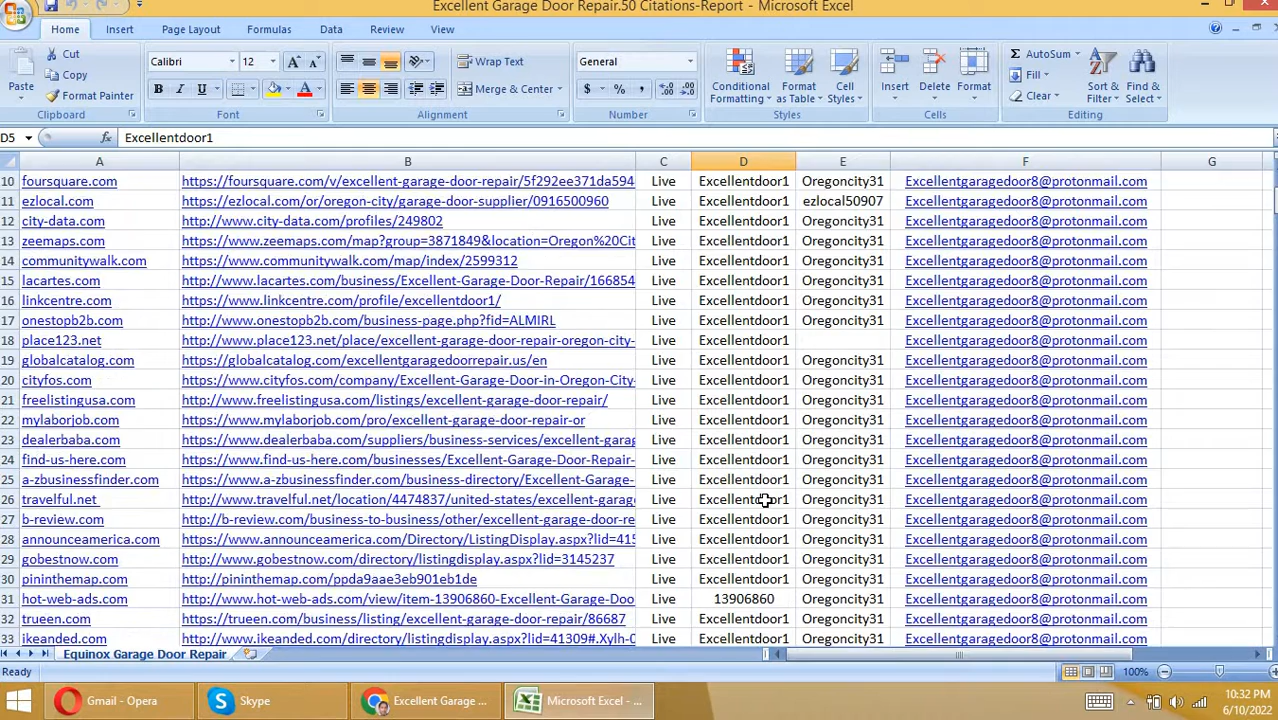 Excellent Garage Door Repair.50 Citations-Report - Microsoft Excel
Home Insert Page Layout Formulas Data Review View
Cut
Copy
Format Painter
Paste
Clipboard
Calibri 12
B I U
Font
Wrap Text
Merge & Center
Alignment
General
$ % ,
Number
Conditional Formatting
Format as Table
Cell Styles
Styles
Insert Delete Format
Cells
AutoSum
Fill
Clear
Sort & Filter
Find & Select
Editing
D5 fx Excellentdoor1
A B C D E F G
10 foursquare.com https://foursquare.com/v/excellent-garage-door-repair/5f292ee371da594 Live Excellentdoor1 Oregoncity31 Excellentgaragedoor8@protonmail.com
11 ezlocal.com https://ezlocal.com/or/oregon-city/garage-door-supplier/0916500960 Live Excellentdoor1 ezlocal50907 Excellentgaragedoor8@protonmail.com
12 city-data.com http://www.city-data.com/profiles/249802 Live Excellentdoor1 Oregoncity31 Excellentgaragedoor8@protonmail.com
13 zeemaps.com https://www.zeemaps.com/map?group=3871849&location=Oregon%20Cit Live Excellentdoor1 Oregoncity31 Excellentgaragedoor8@protonmail.com
14 communitywalk.com https://www.communitywalk.com/map/index/2599312 Live Excellentdoor1 Oregoncity31 Excellentgaragedoor8@protonmail.com
15 lacartes.com https://www.lacartes.com/business/Excellent-Garage-Door-Repair/166854 Live Excellentdoor1 Oregoncity31 Excellentgaragedoor8@protonmail.com
16 linkcentre.com https://www.linkcentre.com/profile/excellentdoor1/ Live Excellentdoor1 Oregoncity31 Excellentgaragedoor8@protonmail.com
17 onestopb2b.com http://www.onestopb2b.com/business-page.php?fid=ALMIRL Live Excellentdoor1 Oregoncity31 Excellentgaragedoor8@protonmail.com
18 place123.net http://www.place123.net/place/excellent-garage-door-repair-oregon-city- Live Excellentdoor1 Excellentgaragedoor8@protonmail.com
19 globalcatalog.com https://globalcatalog.com/excellentgaragedoorrepair.us/en Live Excellentdoor1 Oregoncity31 Excellentgaragedoor8@protonmail.com
20 cityfos.com https://www.cityfos.com/company/Excellent-Garage-Door-in-Oregon-City- Live Excellentdoor1 Oregoncity31 Excellentgaragedoor8@protonmail.com
21 freelistingusa.com https://www.freelistingusa.com/listings/excellent-garage-door-repair/ Live Excellentdoor1 Oregoncity31 Excellentgaragedoor8@protonmail.com
22 mylaborjob.com http://www.mylaborjob.com/pro/excellent-garage-door-repair-or Live Excellentdoor1 Oregoncity31 Excellentgaragedoor8@protonmail.com
23 dealerbaba.com https://www.dealerbaba.com/suppliers/business-services/excellent-garag Live Excellentdoor1 Oregoncity31 Excellentgaragedoor8@protonmail.com
24 find-us-here.com https://www.find-us-here.com/businesses/Excellent-Garage-Door-Repair- Live Excellentdoor1 Oregoncity31 Excellentgaragedoor8@protonmail.com
25 a-zbusinessfinder.com https://www.a-zbusinessfinder.com/business-directory/Excellent-Garage- Live Excellentdoor1 Oregoncity31 Excellentgaragedoor8@protonmail.com
26 travelful.net http://www.travelful.net/location/4474837/united-states/excellent-garage Live Excellentdoor1 Oregoncity31 Excellentgaragedoor8@protonmail.com
27 b-review.com http://b-review.com/business-to-business/other/excellent-garage-door-re Live Excellentdoor1 Oregoncity31 Excellentgaragedoor8@protonmail.com
28 announceamerica.com http://www.announceamerica.com/Directory/ListingDisplay.aspx?lid=415 Live Excellentdoor1 Oregoncity31 Excellentgaragedoor8@protonmail.com
29 gobestnow.com http://www.gobestnow.com/directory/listingdisplay.aspx?lid=3145237 Live Excellentdoor1 Oregoncity31 Excellentgaragedoor8@protonmail.com
30 pininthemap.com http://pininthemap.com/ppda9aae3eb901eb1de Live Excellentdoor1 Oregoncity31 Excellentgaragedoor8@protonmail.com
31 hot-web-ads.com http://www.hot-web-ads.com/view/item-13906860-Excellent-Garage-Doo Live 13906860 Oregoncity31 Excellentgaragedoor8@protonmail.com
32 trueen.com https://trueen.com/business/listing/excellent-garage-door-repair/86687 Live Excellentdoor1 Oregoncity31 Excellentgaragedoor8@protonmail.com
33 ikeanded.com http://www.ikeanded.com/directory/listingdisplay.aspx?lid=41309#.Xylh-0 Live Excellentdoor1 Oregoncity31 Excellentgaragedoor8@protonmail.com
Equinox Garage Door Repair
Ready 100%
Gmail - Opera Skype Excellent Garage ... Microsoft Excel - ...
10:32 PM
6/10/2022